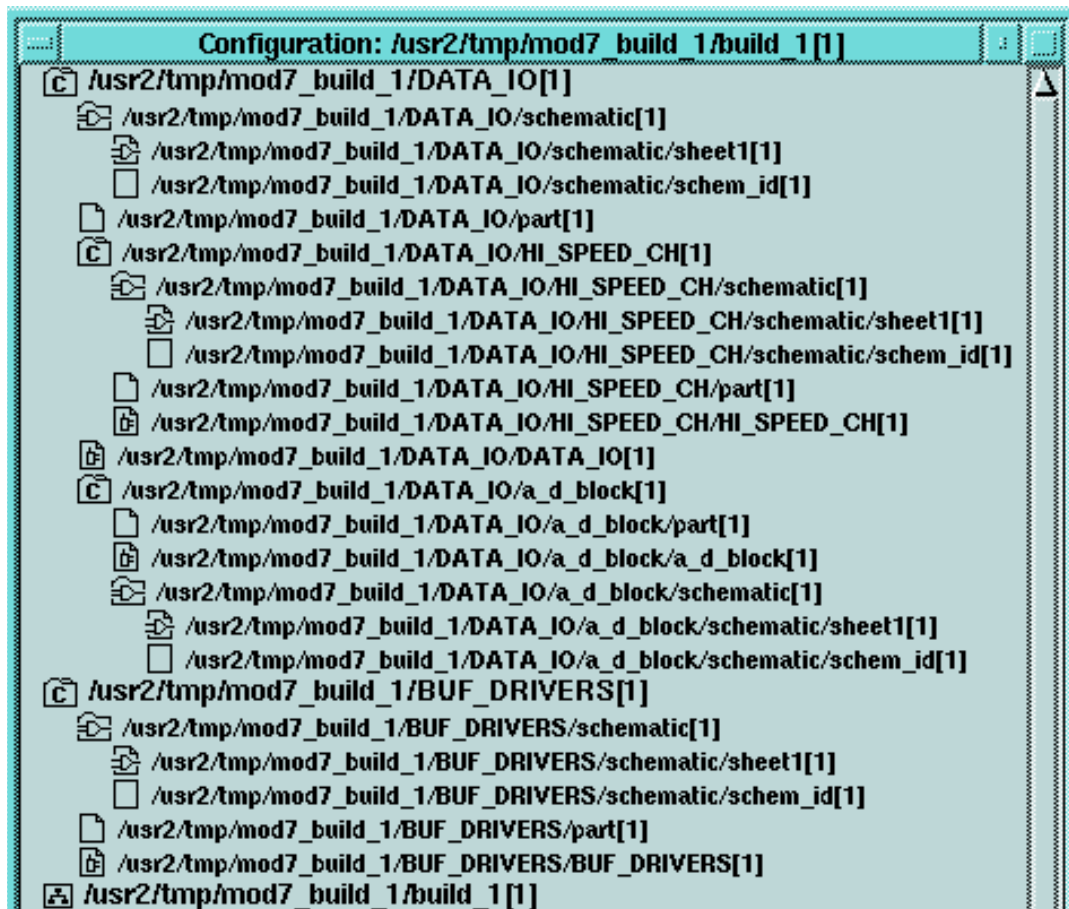 Configuration: /usr2/tmp/mod7_build_1/build_1[1]
/usr2/tmp/mod7_build_1/DATA_IO[1]
/usr2/tmp/mod7_build_1/DATA_IO/schematic[1]
/usr2/tmp/mod7_build_1/DATA_IO/schematic/sheet1[1]
/usr2/tmp/mod7_build_1/DATA_IO/schematic/schem_id[1]
/usr2/tmp/mod7_build_1/DATA_IO/part[1]
/usr2/tmp/mod7_build_1/DATA_IO/HI_SPEED_CH[1]
/usr2/tmp/mod7_build_1/DATA_IO/HI_SPEED_CH/schematic[1]
/usr2/tmp/mod7_build_1/DATA_IO/HI_SPEED_CH/schematic/sheet1[1]
/usr2/tmp/mod7_build_1/DATA_IO/HI_SPEED_CH/schematic/schem_id[1]
/usr2/tmp/mod7_build_1/DATA_IO/HI_SPEED_CH/part[1]
/usr2/tmp/mod7_build_1/DATA_IO/HI_SPEED_CH/HI_SPEED_CH[1]
/usr2/tmp/mod7_build_1/DATA_IO/DATA_IO[1]
/usr2/tmp/mod7_build_1/DATA_IO/a_d_block[1]
/usr2/tmp/mod7_build_1/DATA_IO/a_d_block/part[1]
/usr2/tmp/mod7_build_1/DATA_IO/a_d_block/a_d_block[1]
/usr2/tmp/mod7_build_1/DATA_IO/a_d_block/schematic[1]
/usr2/tmp/mod7_build_1/DATA_IO/a_d_block/schematic/sheet1[1]
/usr2/tmp/mod7_build_1/DATA_IO/a_d_block/schematic/schem_id[1]
/usr2/tmp/mod7_build_1/BUF_DRIVERS[1]
/usr2/tmp/mod7_build_1/BUF_DRIVERS/schematic[1]
/usr2/tmp/mod7_build_1/BUF_DRIVERS/schematic/sheet1[1]
/usr2/tmp/mod7_build_1/BUF_DRIVERS/schematic/schem_id[1]
/usr2/tmp/mod7_build_1/BUF_DRIVERS/part[1]
/usr2/tmp/mod7_build_1/BUF_DRIVERS/BUF_DRIVERS[1]
/usr2/tmp/mod7_build_1/build_1[1]